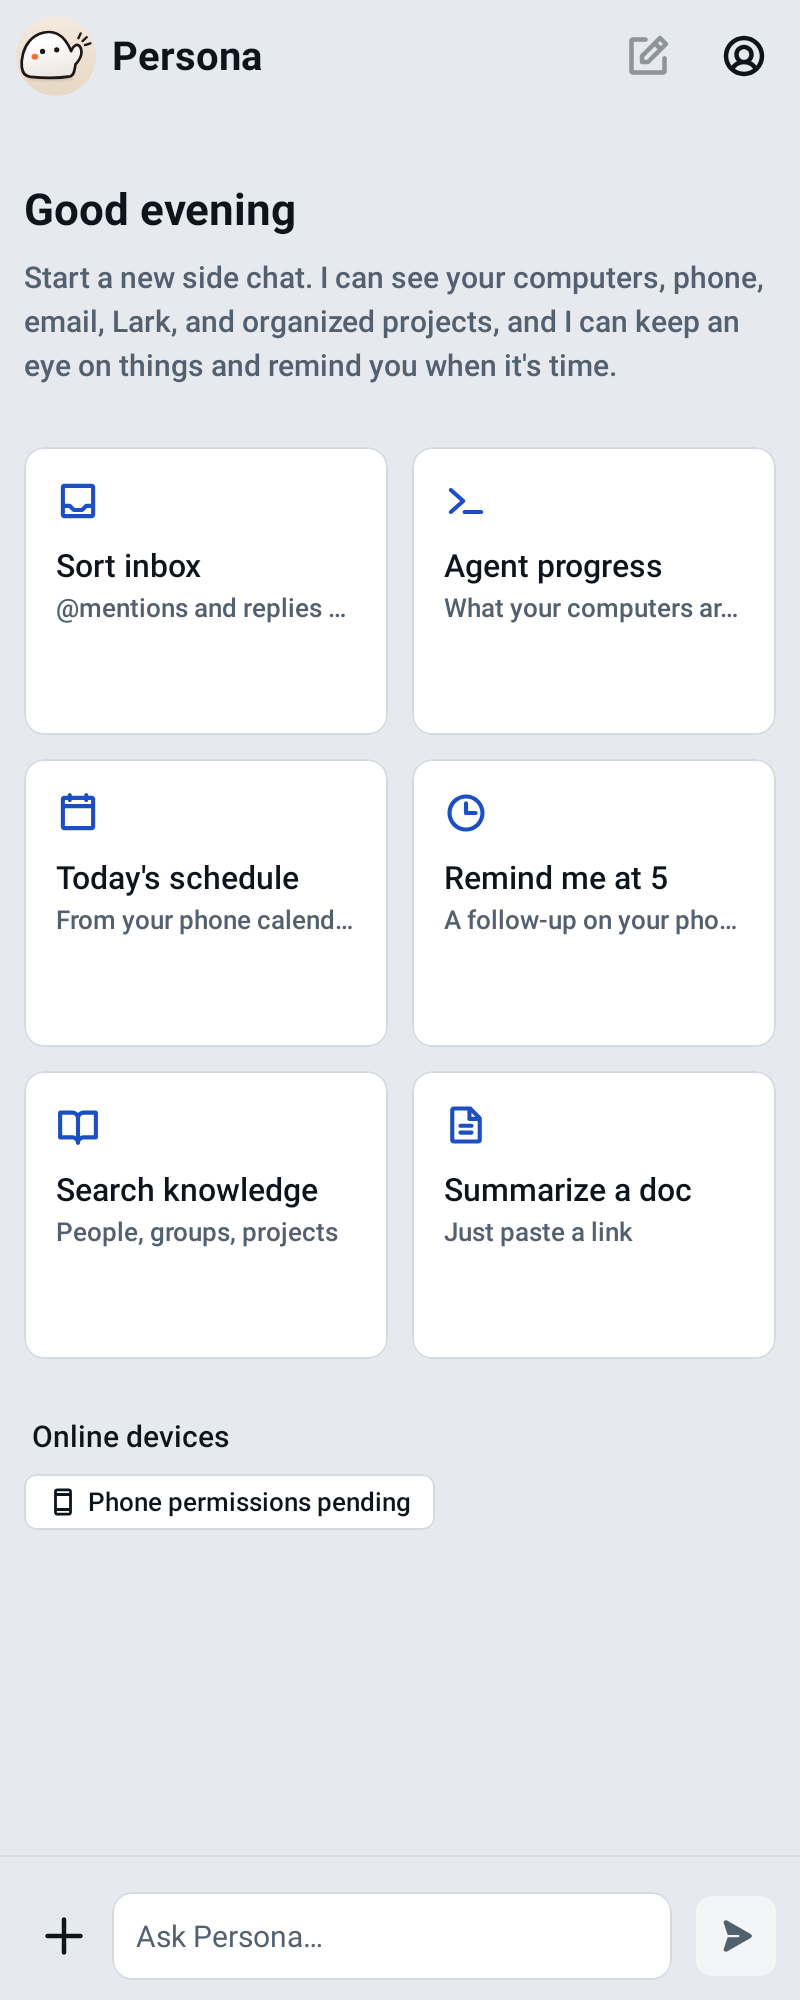 Persona
Good evening
Start a new side chat. I can see your computers, phone,
email, Lark, and organized projects, and I can keep an
eye on things and remind you when it's time.
Sort inbox
@mentions and replies ...
Agent progress
What your computers ar...
Today's schedule
From your phone calend...
Remind me at 5
A follow-up on your pho...
Search knowledge
People, groups, projects
Summarize a doc
Just paste a link
Online devices
Phone permissions pending
Ask Persona...